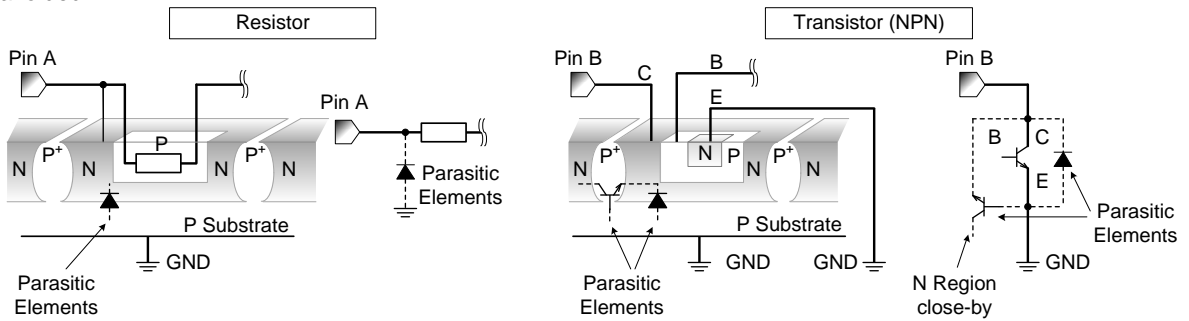 Resistor
Pin A
N
P+
N
P
N
P+
N
P Substrate
GND
Parasitic
Elements
Pin A
Parasitic
Elements
Transistor (NPN)
Pin B
C
B
E
N
P+
N
N
P
N
P+
N
P Substrate
GND
GND
Parasitic
Elements
Pin B
B
C
E
Parasitic
Elements
GND
N Region
close-by